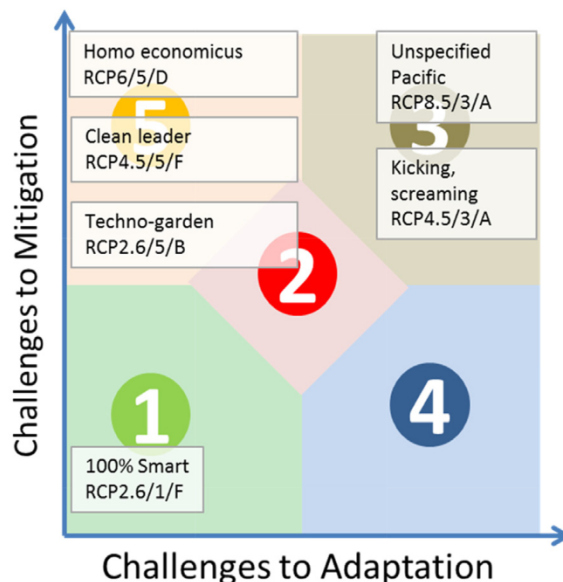 Challenges to Mitigation
Homo economicus
RCP6/5/D
Unspecified
Pacific
RCP8.5/3/A
5
3
Clean leader
RCP4.5/5/F
Kicking,
screaming
RCP4.5/3/A
Techno-garden
RCP2.6/5/B
2
1
4
100% Smart
RCP2.6/1/F
Challenges to Adaptation